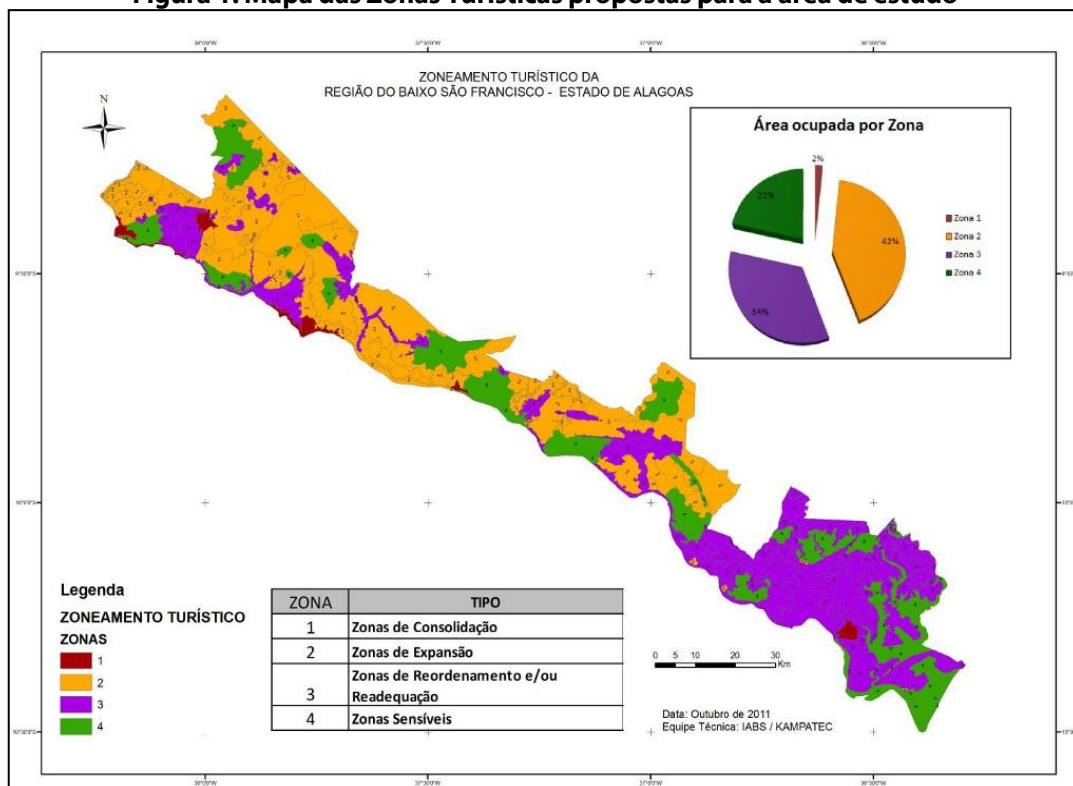 Figura 1: Mapa das Zonas Turísticas propostas para a área de estudo
ZONEAMENTO TURÍSTICO DA
REGIÃO DO BAIXO SÃO FRANCISCO - ESTADO DE ALAGOAS
N
Área ocupada por Zona
2%
22%
43%
34%
Zona 1
Zona 2
Zona 3
Zona 4
Legenda
ZONEAMENTO TURÍSTICO
ZONAS
1
2
3
4
ZONA TIPO
1 Zonas de Consolidação
2 Zonas de Expansão
3 Zonas de Reordenamento e/ou
Readequação
4 Zonas Sensíveis
0 5 10 20 30
Km
Data: Outubro de 2011
Equipe Técnica: IABS / KAMPATEC